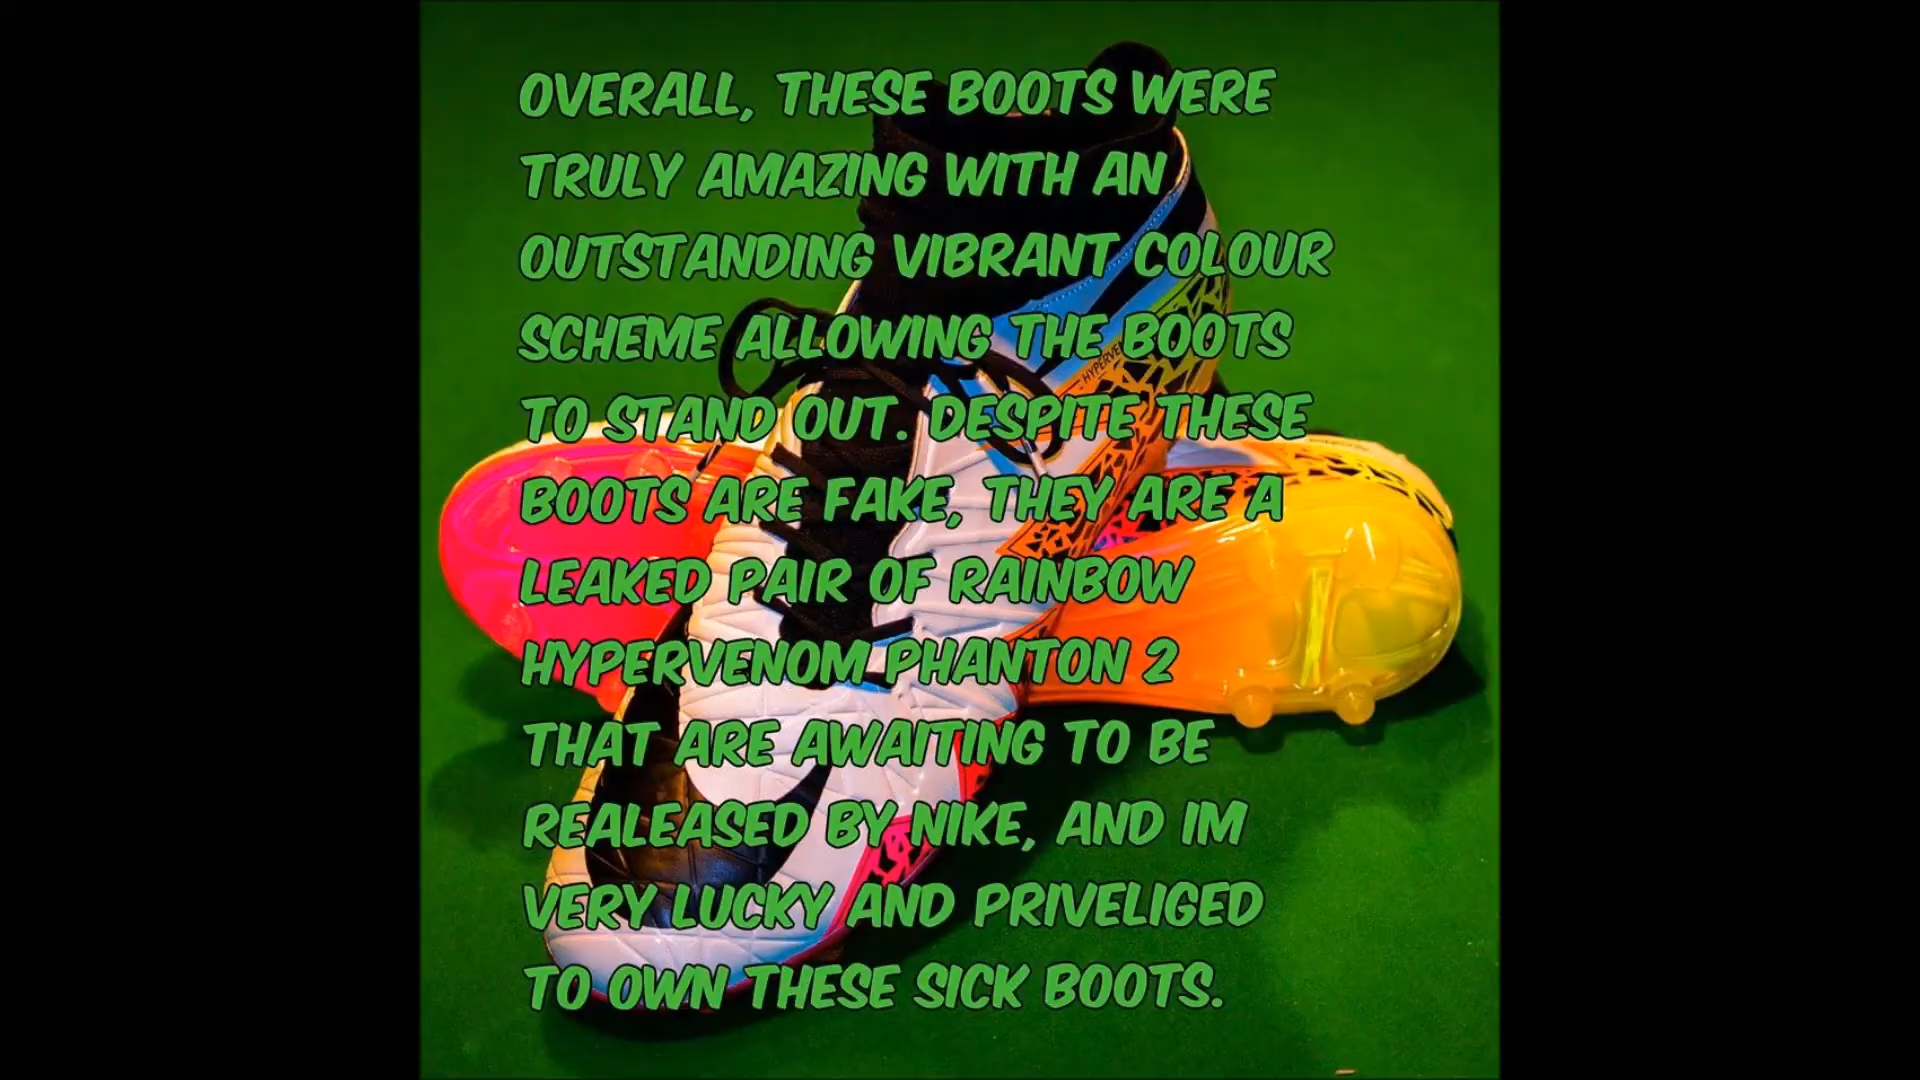 OVERALL, THESE BOOTS WERE
TRULY AMAZING WITH AN
OUTSTANDING VIBRANT COLOUR
SCHEME ALLOWING THE BOOTS
TO STAND OUT. DESPITE THESE
BOOTS ARE FAKE, THEY ARE A
LEAKED PAIR OF RAINBOW
HYPERVENOM PHANTON 2
THAT ARE AWAITING TO BE
REALEASED BY NIKE, AND IM
VERY LUCKY AND PRIVELIGED
TO OWN THESE SICK BOOTS.